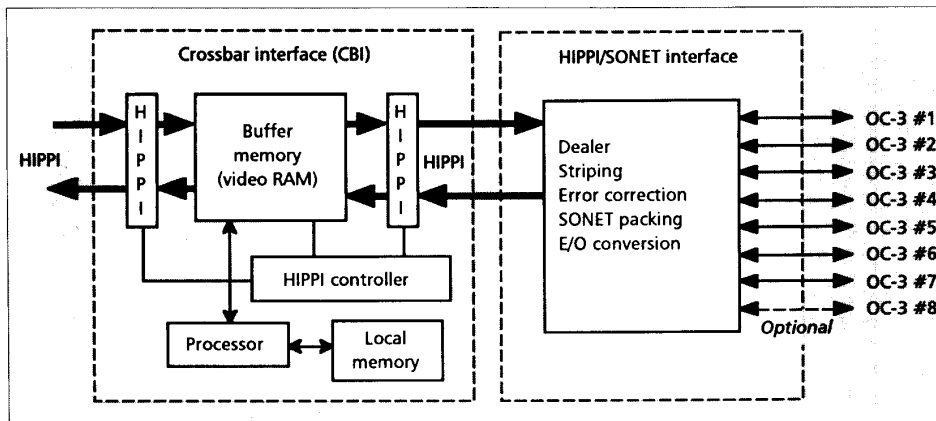 Crossbar interface (CBI)
HIPPI/SONET interface
HIPPI
H
I
P
P
I
Buffer
memory
(video RAM)
H
I
P
P
I
HIPPI
HIPPI controller
Processor
Local
memory
Dealer
Striping
Error correction
SONET packing
E/O conversion
OC-3 #1
OC-3 #2
OC-3 #3
OC-3 #4
OC-3 #5
OC-3 #6
OC-3 #7
OC-3 #8
Optional